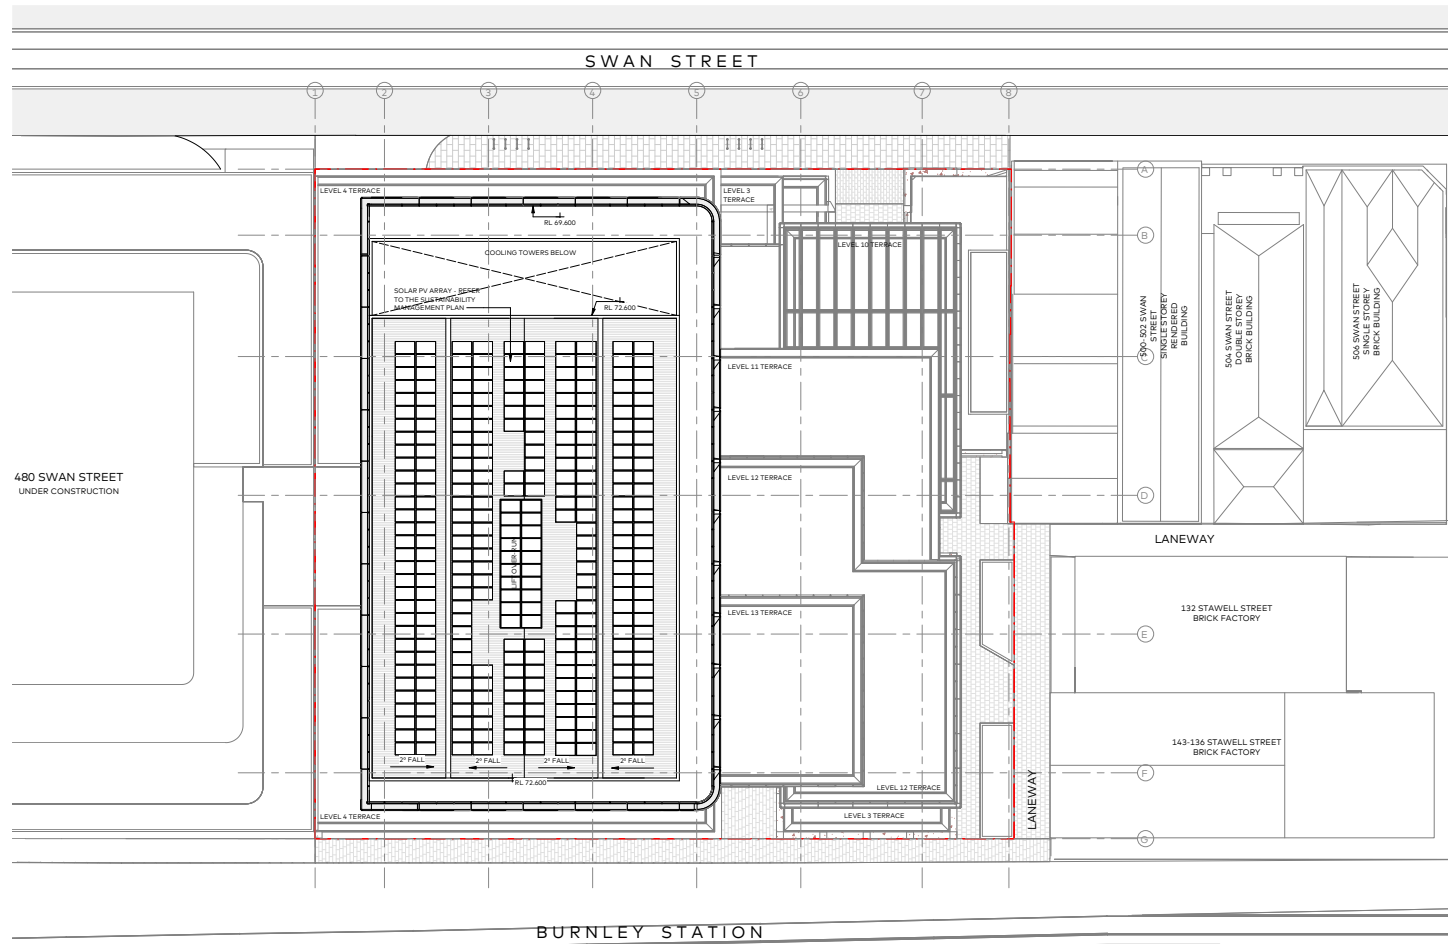 SWAN STREET
1 2 3 4 5 6 7 8
A
LEVEL 4 TERRACE
LEVEL 3
TERRACE
RL 69.600
B
LEVEL 10 TERRACE
COOLING TOWERS BELOW
SOLAR PV ARRAY - REFER
TO THE SUSTAINABILITY
MANAGEMENT PLAN
RL 72.600
500-502 SWAN
STREET
SINGLE STOREY
RENDERED
BUILDING
504 SWAN STREET
DOUBLE STOREY
BRICK BUILDING
506 SWAN STREET
SINGLE STOREY
BRICK BUILDING
C
LEVEL 11 TERRACE
480 SWAN STREET
UNDER CONSTRUCTION
LEVEL 12 TERRACE
D
LANEWAY
LIFT OVER-RUN
LEVEL 13 TERRACE
132 STAWELL STREET
BRICK FACTORY
E
143-136 STAWELL STREET
BRICK FACTORY
2° FALL
2° FALL
2° FALL
2° FALL
F
RL 72.600
LEVEL 12 TERRACE
LANEWAY
LEVEL 4 TERRACE
LEVEL 3 TERRACE
G
BURNLEY STATION